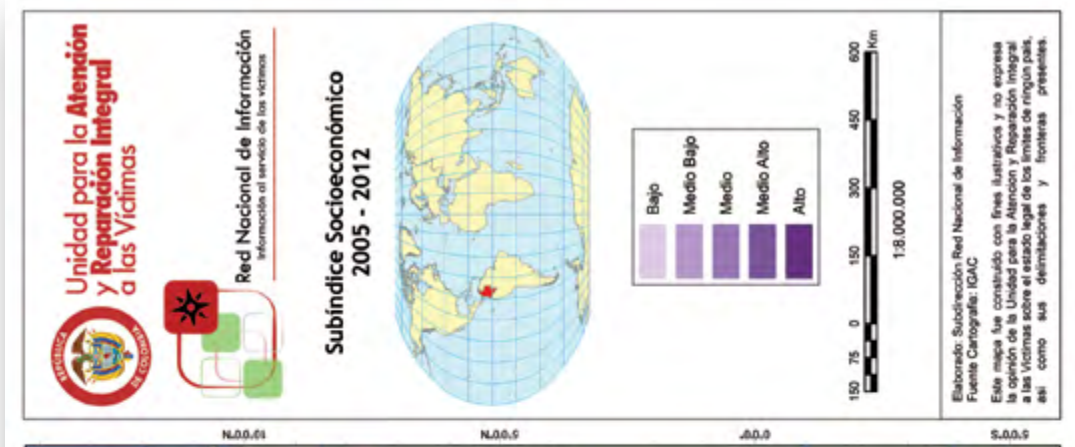 Unidad para la Atención
y Reparación Integral
a las Víctimas
REPÚBLICA
DE COLOMBIA
Red Nacional de Información
Información al servicio de las víctimas
Subíndice Socioeconómico
2005 - 2012
Bajo
Medio Bajo
Medio
Medio Alto
Alto
150 75 0 150 300 450 600
Km
1:8.000.000
Elaborado: Subdirección Red Nacional de Información
Fuente Cartografía: IGAC
Este mapa fue construido con fines ilustrativos y no expresa
la opinión de la Unidad para la Atención y Reparación Integral
a las Víctimas sobre el estado legal de los límites de ningún país,
así como sus delimitaciones y fronteras presentes.
10°0'0"N
5°0'0"N
0°0'0"
5°0'0"S